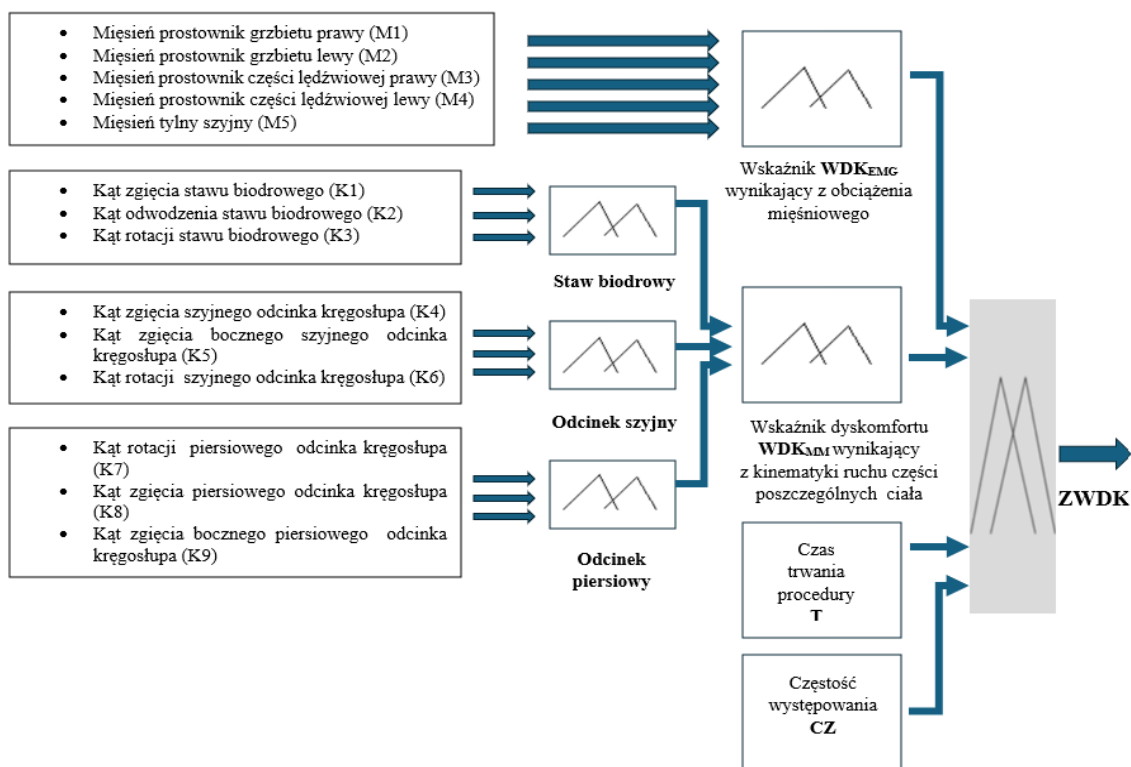 • Mięsień prostownik grzbietu prawy (M1)
• Mięsień prostownik grzbietu lewy (M2)
• Mięsień prostownik części lędźwiowej prawy (M3)
• Mięsień prostownik części lędźwiowej lewy (M4)
• Mięsień tylny szyjny (M5)
Wskaźnik WDKEMG
wynikający z obciążenia
mięśniowego
• Kąt zgięcia stawu biodrowego (K1)
• Kąt odwodzenia stawu biodrowego (K2)
• Kąt rotacji stawu biodrowego (K3)
Staw biodrowy
• Kąt zgięcia szyjnego odcinka kręgosłupa (K4)
• Kąt zgięcia bocznego szyjnego odcinka
kręgosłupa (K5)
• Kąt rotacji szyjnego odcinka kręgosłupa (K6)
Odcinek szyjny
Wskaźnik dyskomfortu
WDKMM wynikający
z kinematyki ruchu części
poszczególnych ciała
• Kąt rotacji piersiowego odcinka kręgosłupa
(K7)
• Kąt zgięcia piersiowego odcinka kręgosłupa
(K8)
• Kąt zgięcia bocznego piersiowego odcinka
kręgosłupa (K9)
Odcinek
piersiowy
Czas
trwania
procedury
T
Częstość
występowania
CZ
ZWDK